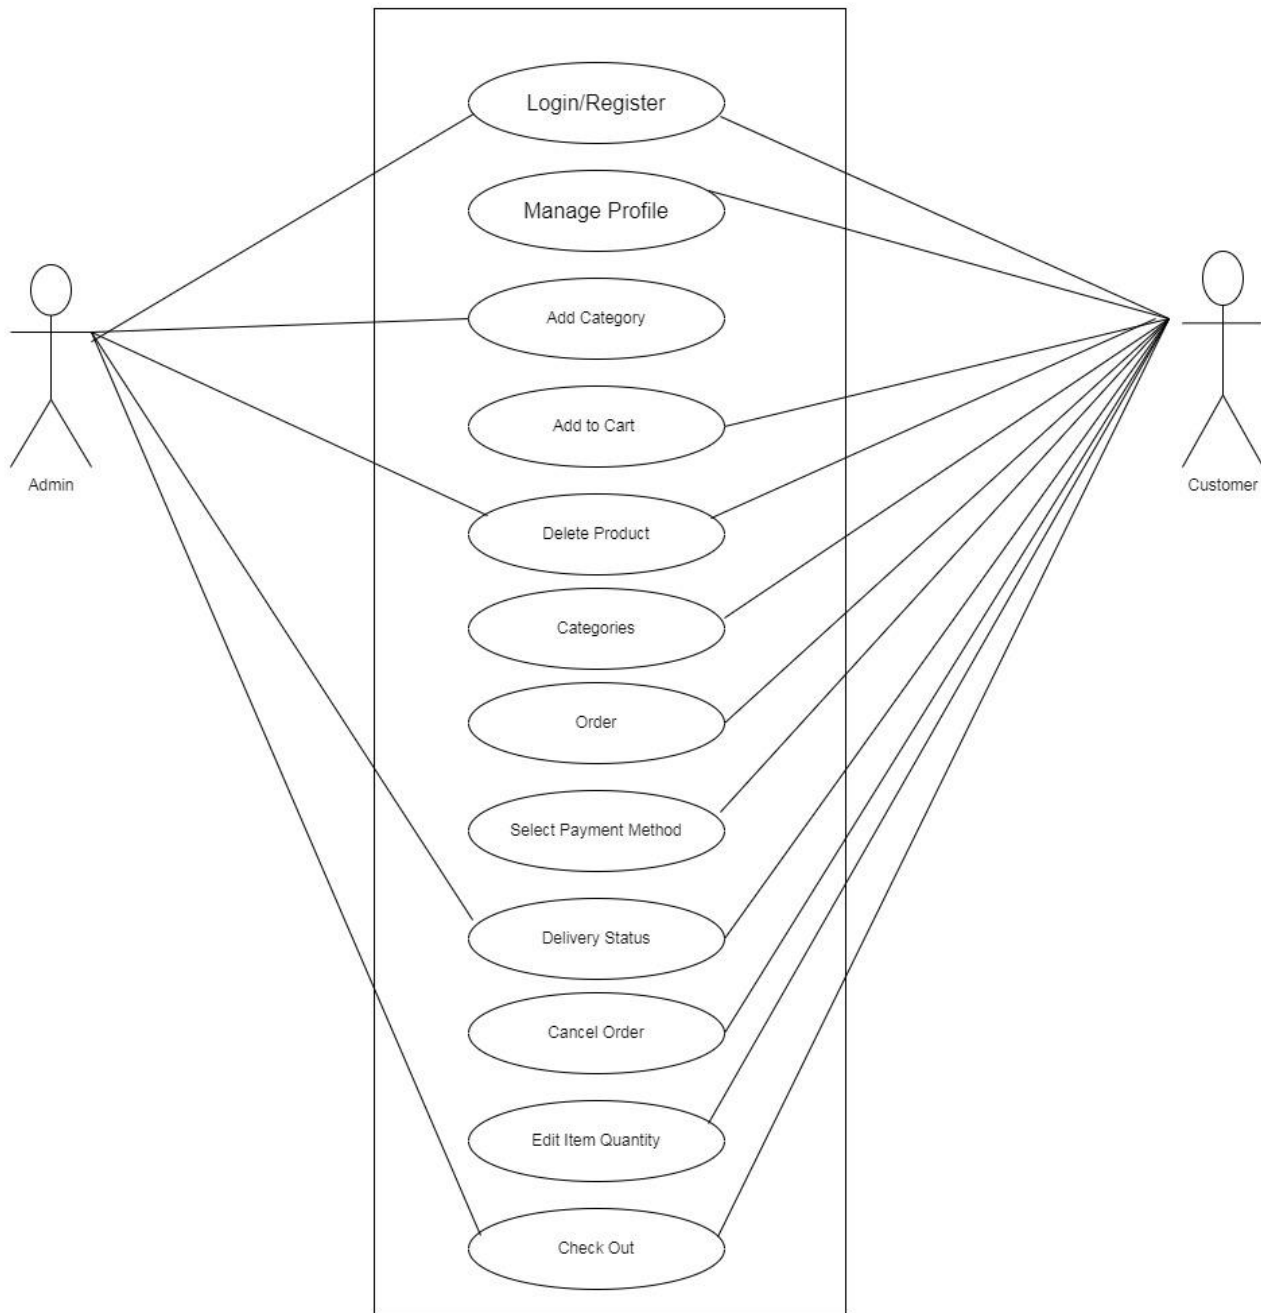 Login/Register
Manage Profile
Add Category
Add to Cart
Admin
Customer
Delete Product
Categories
Order
Select Payment Method
Delivery Status
Cancel Order
Edit Item Quantity
Check Out